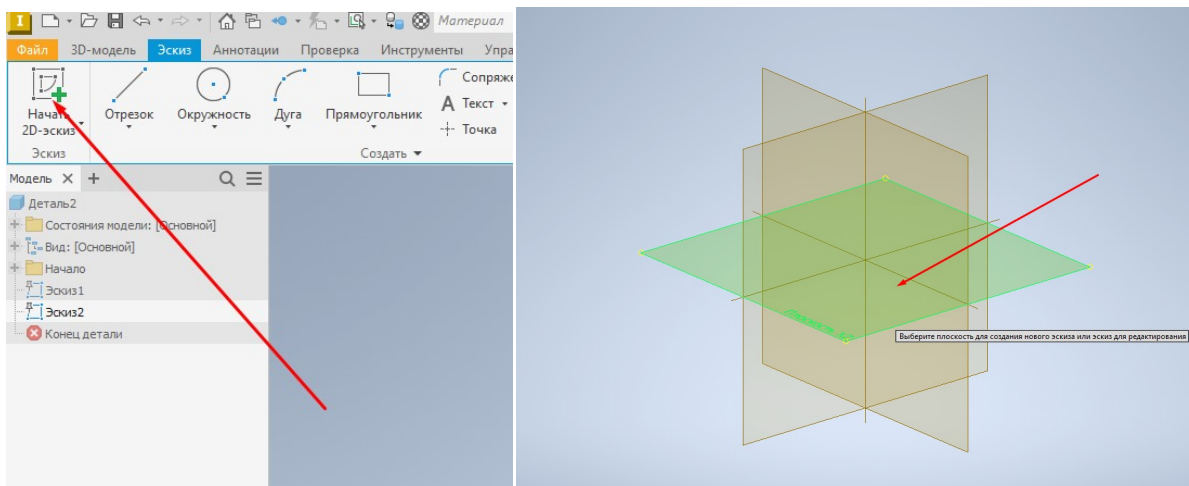 I
Материал
Файл 3D-модель Эскиз Аннотации Проверка Инструменты Упра
Начать 2D-эскиз
Отрезок
Окружность
Дуга
Прямоугольник
Сопряже
А Текст
Точка
Эскиз
Создать
Модель
Деталь2
Состояния модели: [Основной]
Вид: [Основной]
Начало
Эскиз1
Эскиз2
Конец детали
Выберите плоскость для создания нового эскиза или эскиз для редактирования